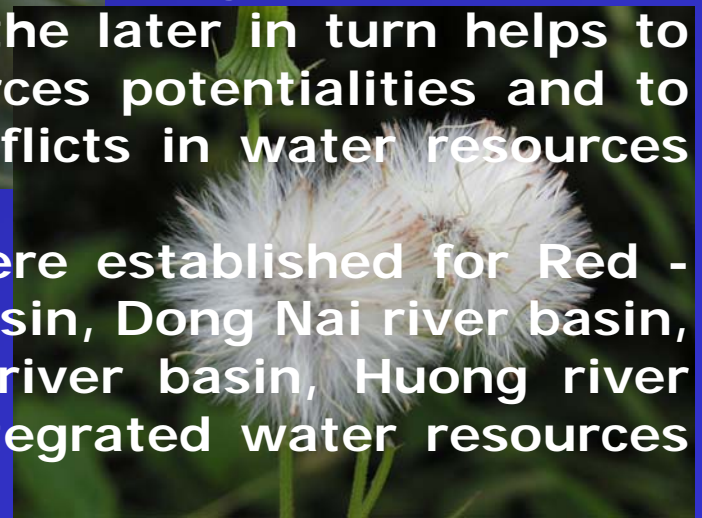 the later in turn helps to
rces potentialities and to
flicts in water resources
ere established for Red -
sin, Dong Nai river basin,
river basin, Huong river
egrated water resources